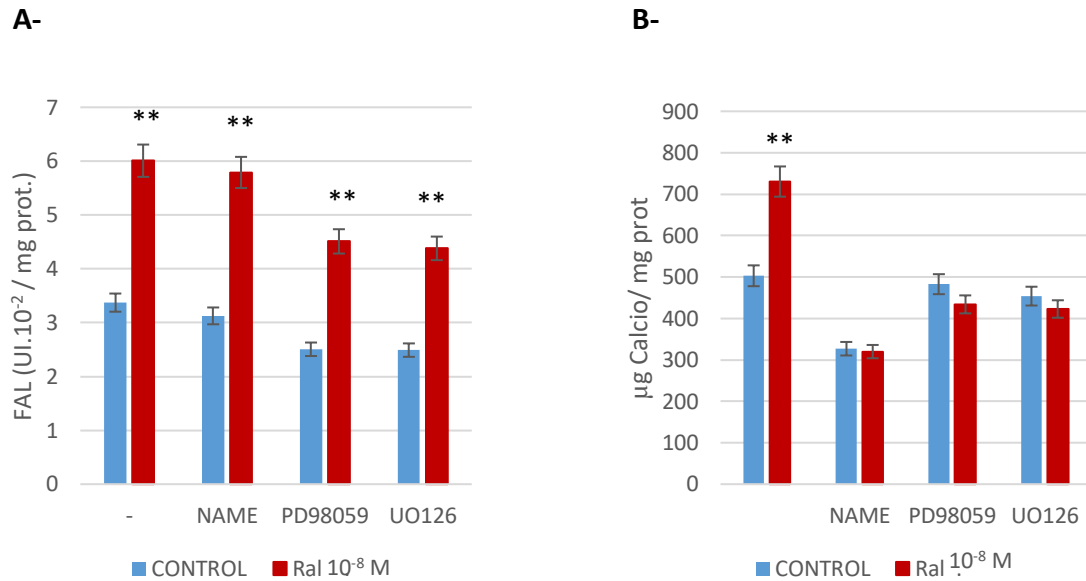 A-
FAL (UI.10⁻² / mg prot.)
7
6
5
4
3
2
1
0
** ** ** **
- NAME PD98059 UO126
CONTROL Ral 10⁻⁸ M
B-
µg Calcio/ mg prot
900
800
700
600
500
400
300
200
100
0
**
NAME PD98059 UO126
CONTROL Ral 10⁻⁸ M